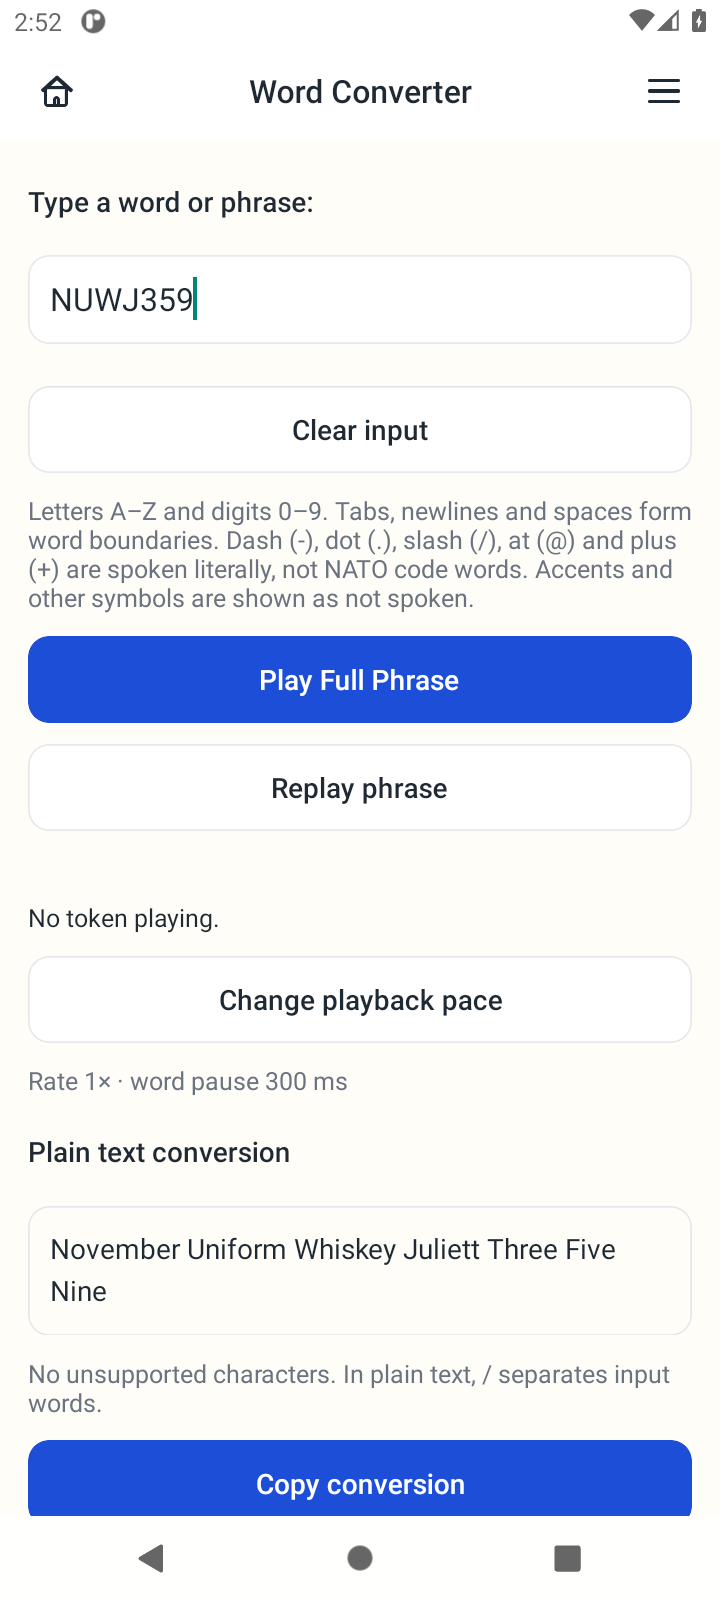 2:52
Word Converter
Type a word or phrase:
NUWJ359
Clear input
Letters A–Z and digits 0–9. Tabs, newlines and spaces form
word boundaries. Dash (-), dot (.), slash (/), at (@) and plus
(+) are spoken literally, not NATO code words. Accents and
other symbols are shown as not spoken.
Play Full Phrase
Replay phrase
No token playing.
Change playback pace
Rate 1× · word pause 300 ms
Plain text conversion
November Uniform Whiskey Juliett Three Five
Nine
No unsupported characters. In plain text, / separates input
words.
Copy conversion